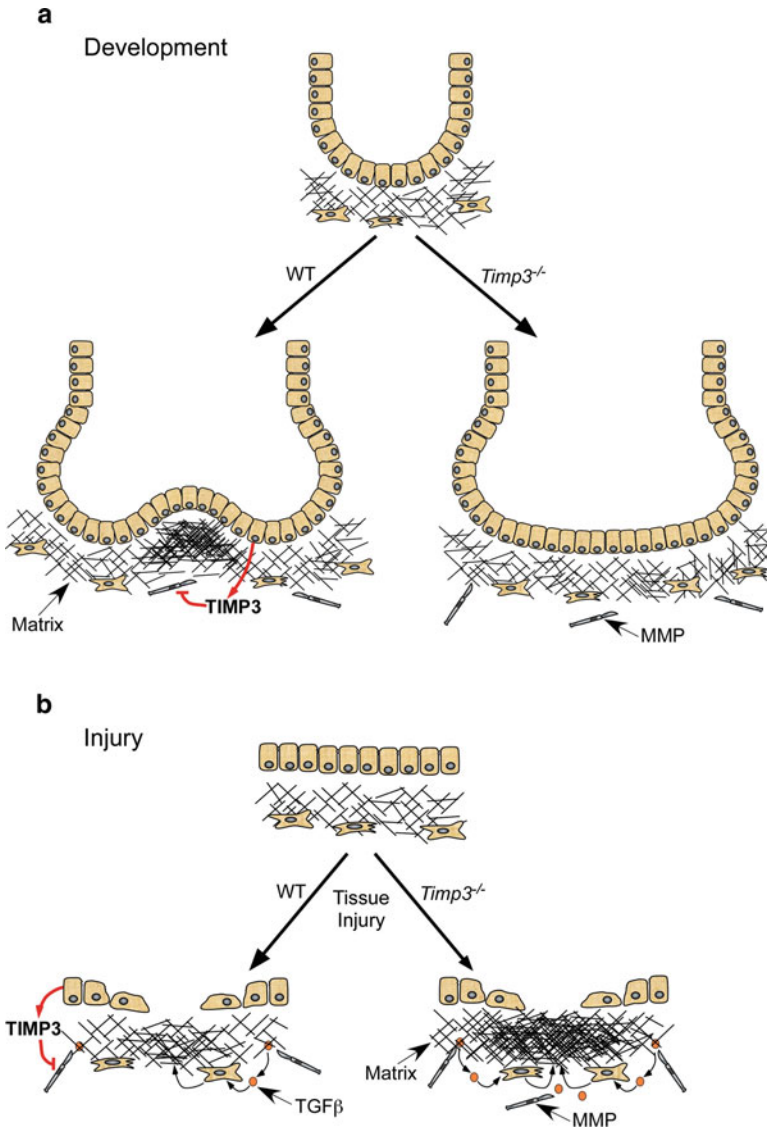 a
Development
WT
Timp3-/-
Matrix
TIMP3
MMP
b
Injury
WT
Tissue
Injury
Timp3-/-
TIMP3
TGFβ
Matrix
MMP